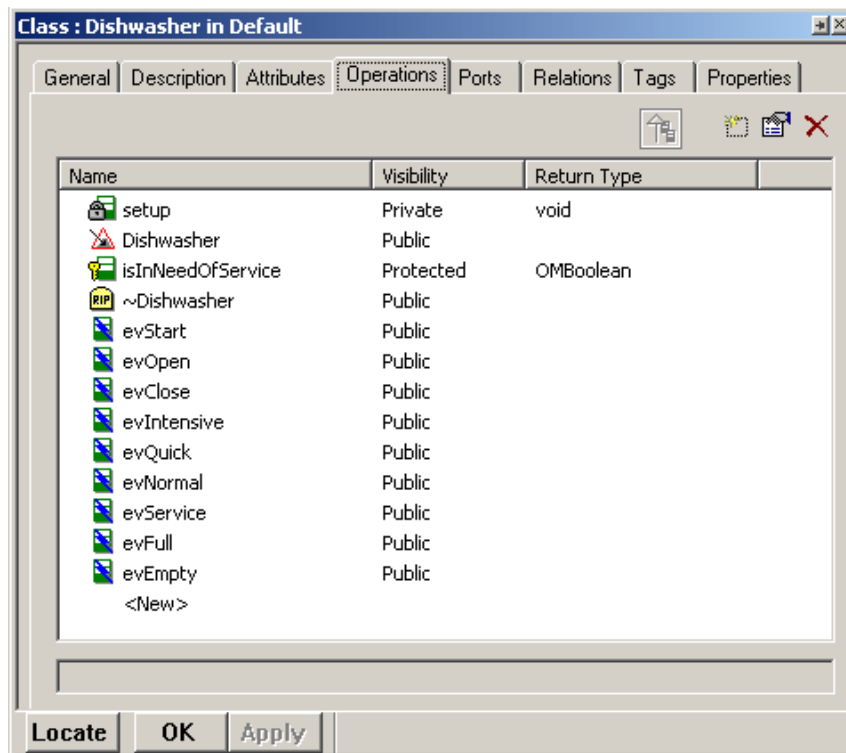 Class : Dishwasher in Default
General Description Attributes Operations Ports Relations Tags Properties
Name Visibility Return Type
setup Private void
Dishwasher Public
isInNeedOfService Protected OMBoolean
RIP ~Dishwasher Public
evStart Public
evOpen Public
evClose Public
evIntensive Public
evQuick Public
evNormal Public
evService Public
evFull Public
evEmpty Public
<New>
Locate OK Apply